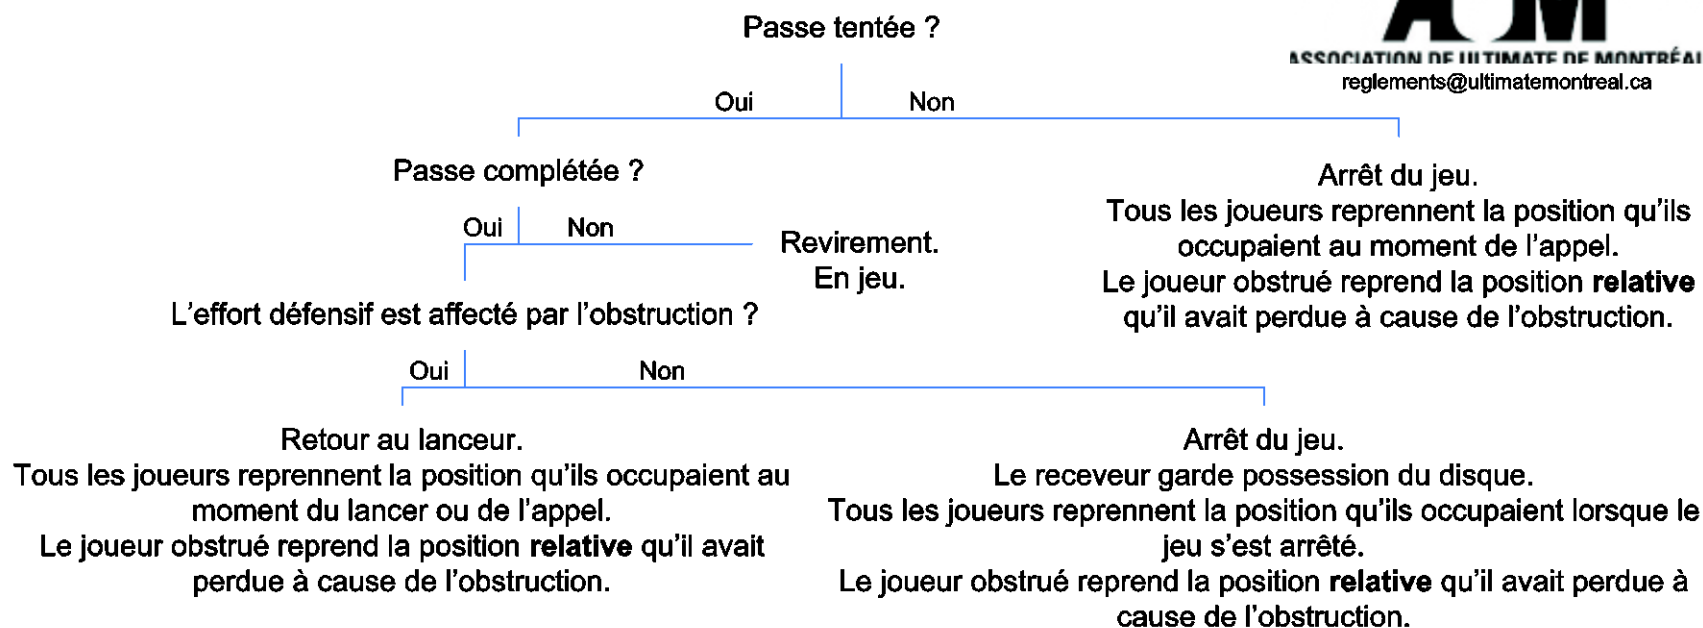 AUM
ASSOCIATION DE ULTIMATE DE MONTRÉAL
reglements@ultimatemontreal.ca
Passe tentée ?
Oui
Non
Passe complétée ?
Oui
Non
Revirement.
En jeu.
Arrêt du jeu.
Tous les joueurs reprennent la position qu’ils
occupaient au moment de l’appel.
Le joueur obstrué reprend la position relative
qu’il avait perdue à cause de l’obstruction.
L’effort défensif est affecté par l’obstruction ?
Oui
Non
Retour au lanceur.
Tous les joueurs reprennent la position qu’ils occupaient au
moment du lancer ou de l’appel.
Le joueur obstrué reprend la position relative qu’il avait
perdue à cause de l’obstruction.
Arrêt du jeu.
Le receveur garde possession du disque.
Tous les joueurs reprennent la position qu’ils occupaient lorsque le
jeu s’est arrêté.
Le joueur obstrué reprend la position relative qu’il avait perdue à
cause de l’obstruction.